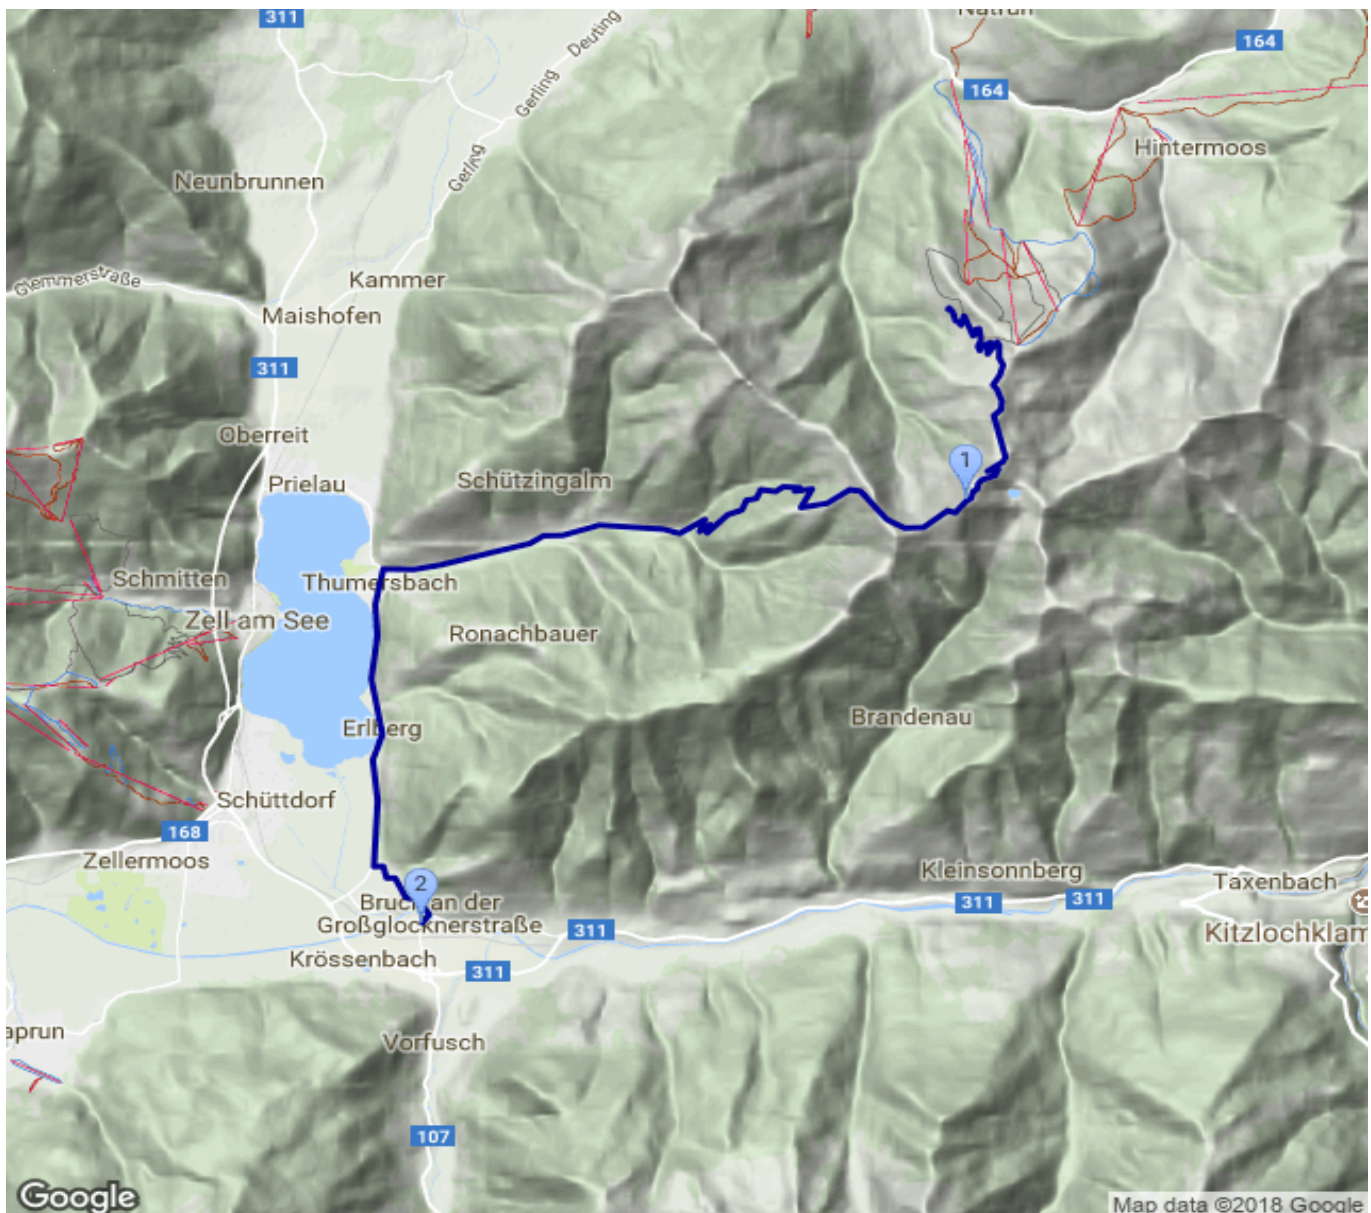 311
Natrun
164
Deuting
Gerling
164
Hintermoos
Gerling
Neunbrunnen
Glemmerstraße
Kammer
Maishofen
311
Oberreit
Prielau
Schützingalm
1
Schmitten
Thumersbach
Zell am See
Ronachbauer
Erlberg
Brandenau
Schüttdorf
168
Zellermoos
Kleinsonnberg
2
Taxenbach
Bruck an der
Großglocknerstraße
311
311
311
Kitzlochklam
Krössenbach
311
aprun
Vorfusch
107
Google
Map data ©2018 Google